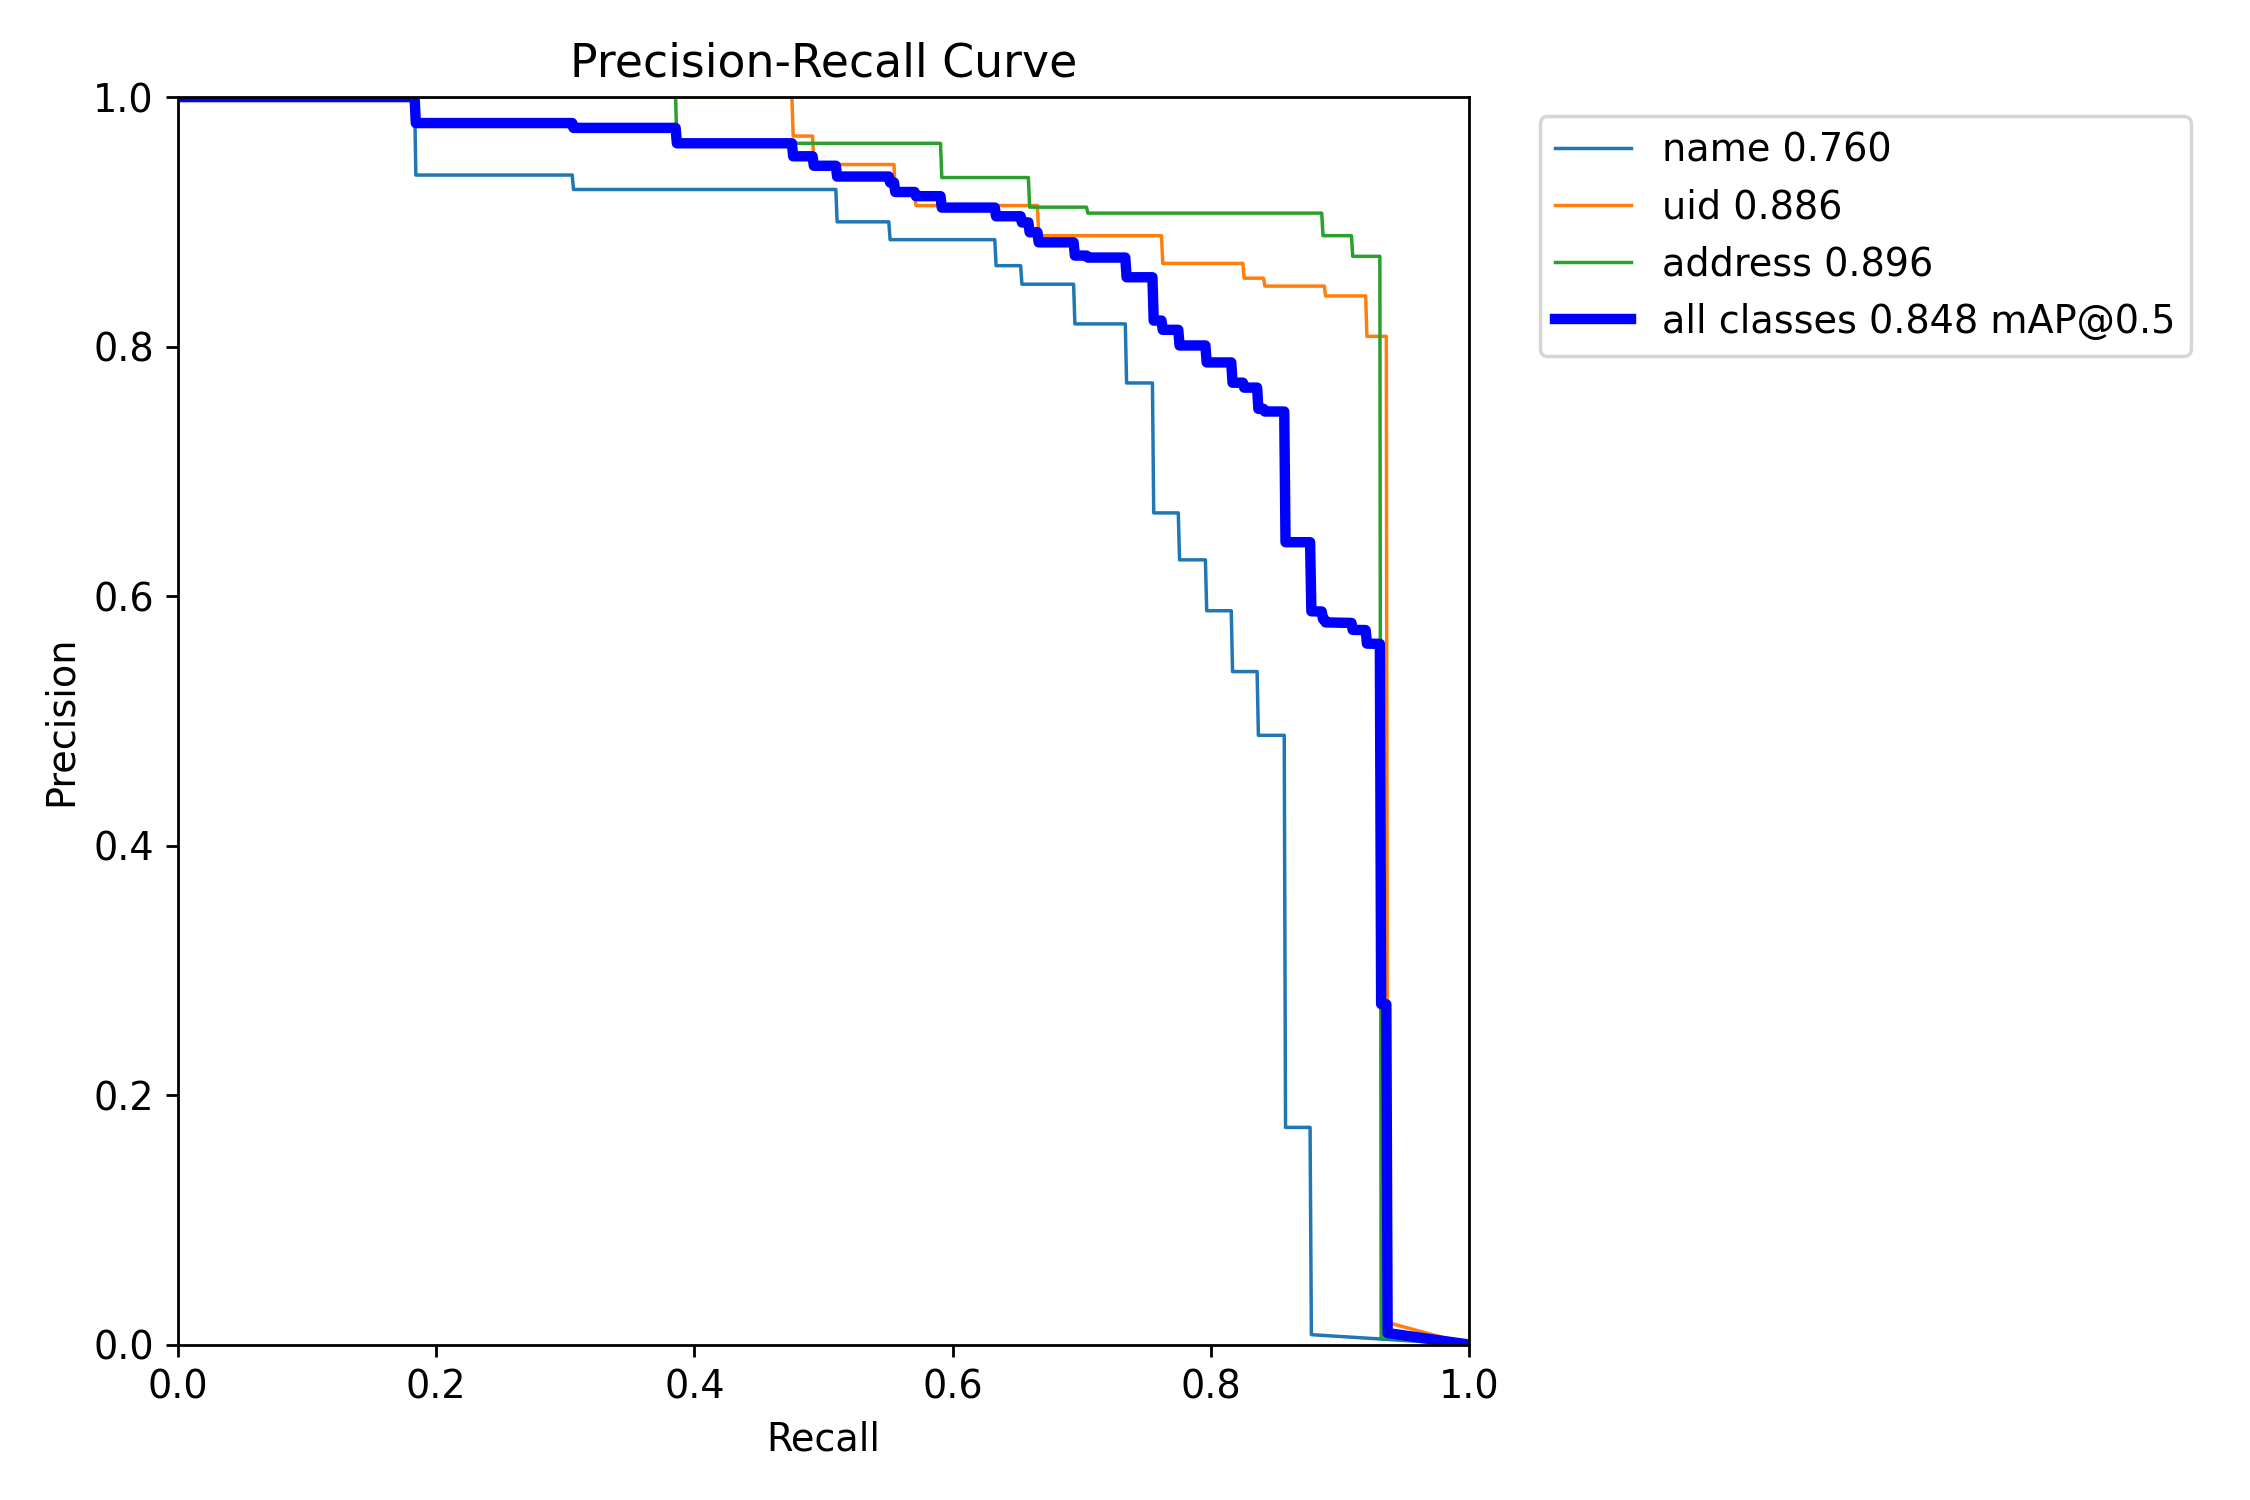 Precision-Recall Curve
1.0
0.8
0.6
0.4
0.2
0.0
Precision
0.0 0.2 0.4 0.6 0.8 1.0
Recall
name 0.760
uid 0.886
address 0.896
all classes 0.848 mAP@0.5